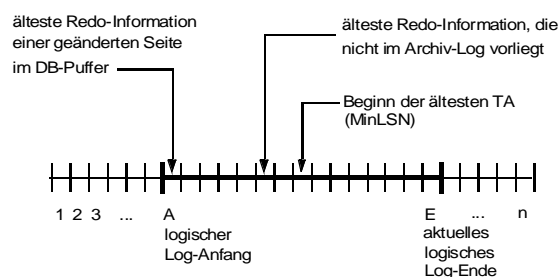 älteste Redo-Information
einer geänderten Seite
im DB-Puffer
älteste Redo-Information, die
nicht im Archiv-Log vorliegt
Beginn der ältesten TA
(MinLSN)
1 2 3 ... A E ... n
logischer
Log-Anfang
aktuelles
logisches
Log-Ende